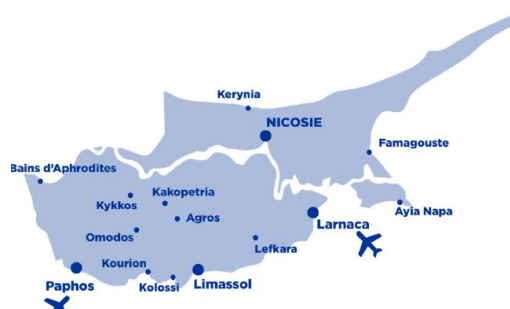 Kerynia
NICOSIE
Famagouste
Bains d'Aphrodites
Kakopetria
Kykkos
Ayia Napa
Agros
Larnaca
Omodos
Lefkara
Kourion
Paphos
Kolossi
Limassol